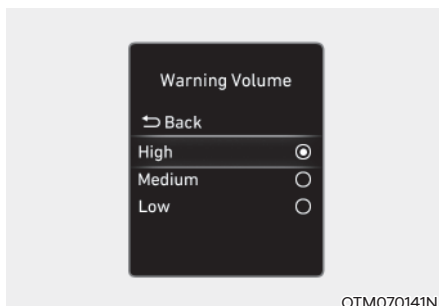 Warning Volume
Back
High
Medium
Low
OTM070141N